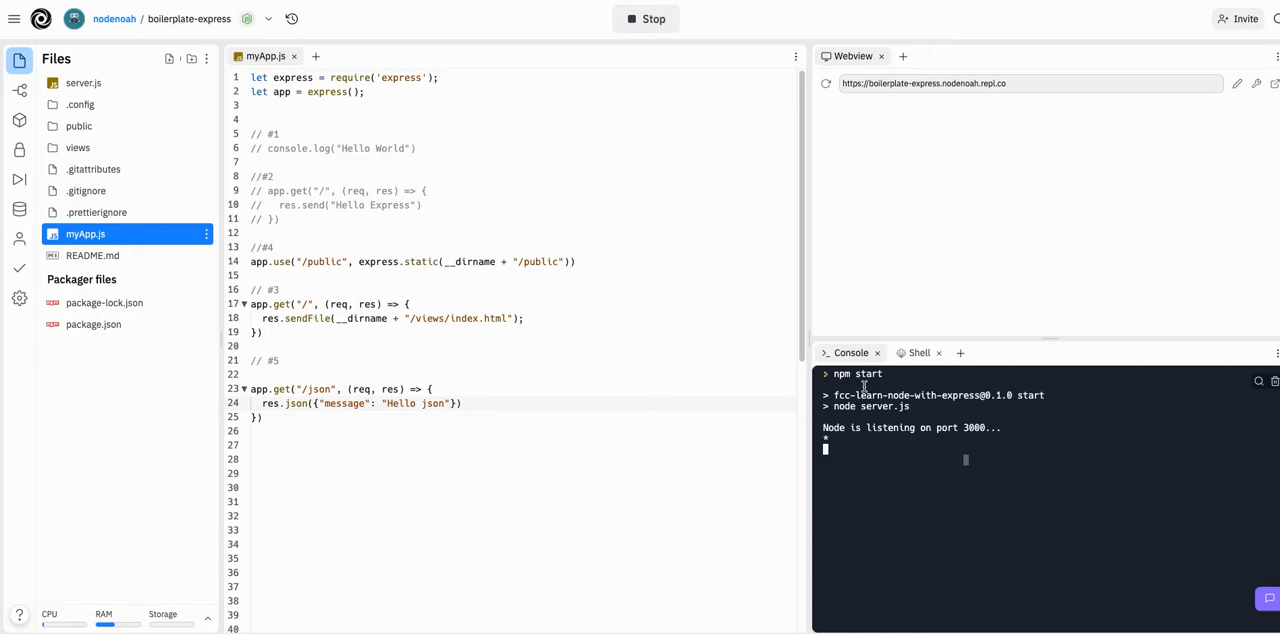 nodenoah / boilerplate-express
Stop
Invite
Files
server.js
.config
public
views
.gitattributes
.gitignore
.prettierignore
myApp.js
README.md
Packager files
package-lock.json
package.json
CPU
RAM
Storage
?
myApp.js × +
1 let express = require('express');
2 let app = express();
3
4
5 // #1
6 // console.log("Hello World")
7
8 //#2
9 // app.get("/", (req, res) => {
10 //   res.send("Hello Express")
11 // })
12
13 //#4
14 app.use("/public", express.static(__dirname + "/public"))
15
16 // #3
17 app.get("/", (req, res) => {
18   res.sendFile(__dirname + "/views/index.html");
19 })
20
21 // #5
22
23 app.get("/json", (req, res) => {
24   res.json({"message": "Hello json"})
25 })
26
27
28
29
30
31
32
33
34
35
36
37
38
39
40
Webview × +
https://boilerplate-express.nodenoah.repl.co
Console × Shell × +
> npm start
> fcc-learn-node-with-express@0.1.0 start
> node server.js
Node is listening on port 3000...
*